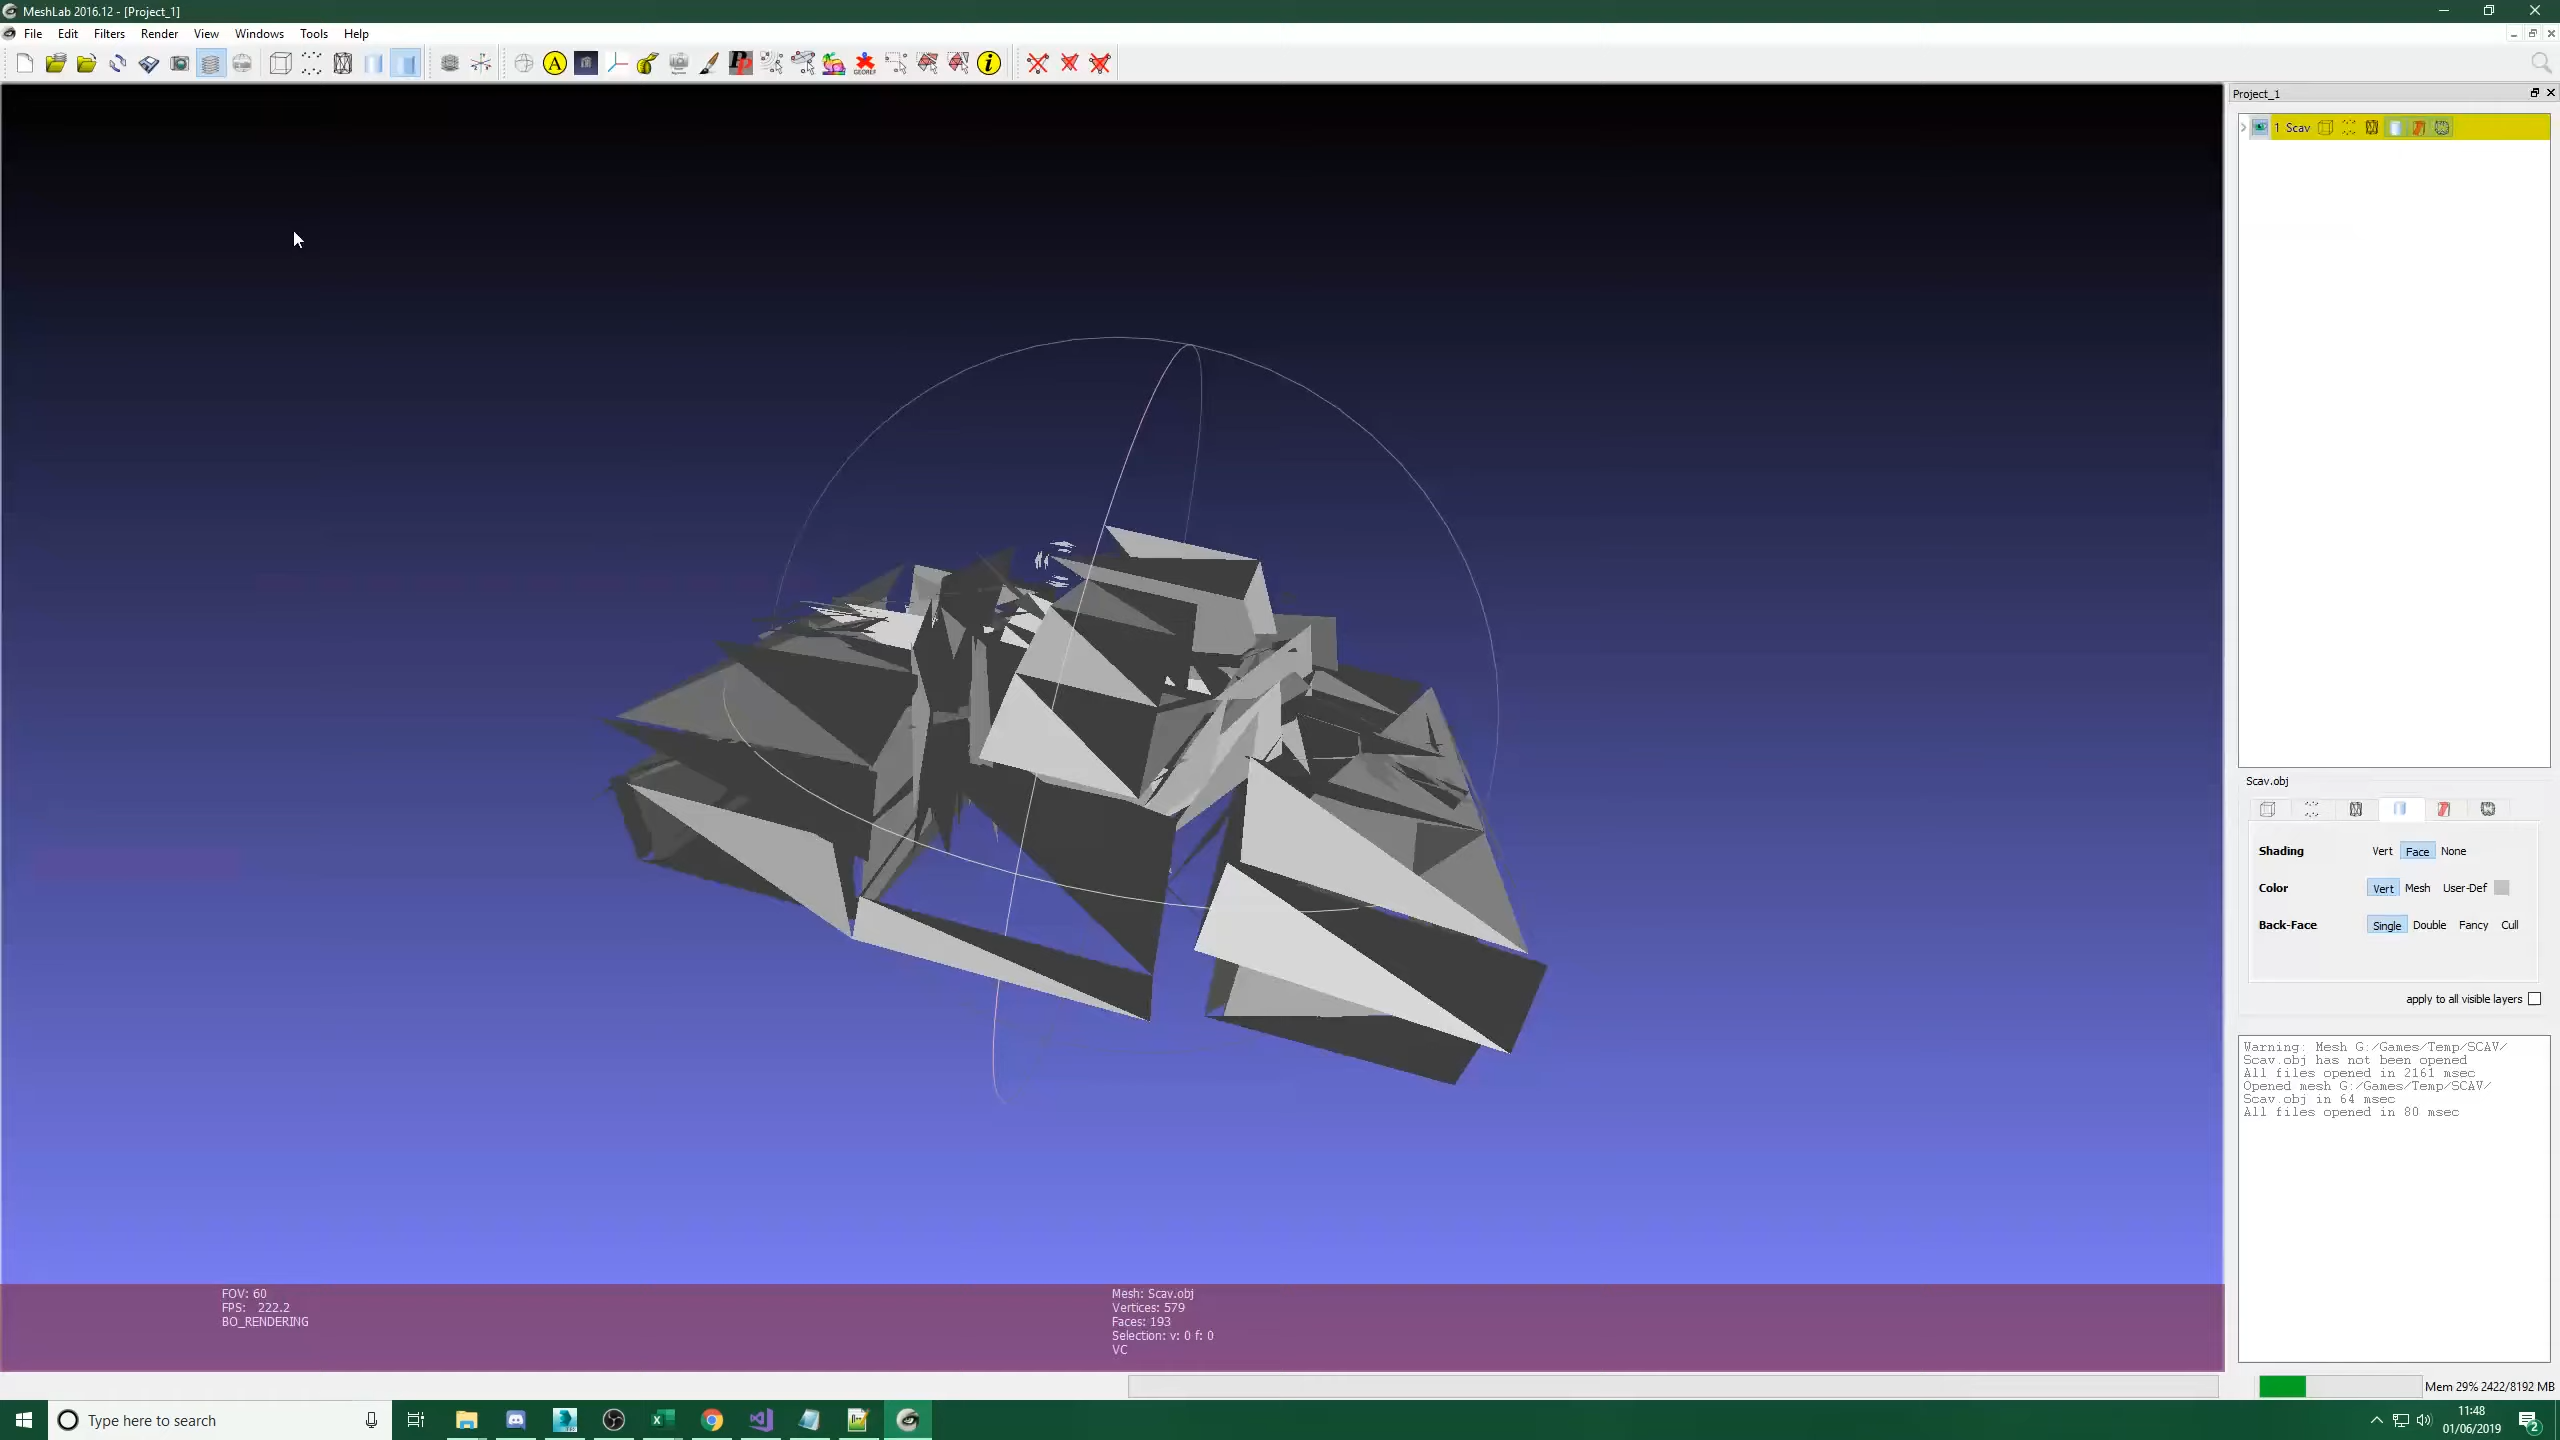 MeshLab 2016.12 - [Project_1]
File Edit Filters Render View Windows Tools Help
A
GEOREF
i
Project_1
1 Scav
Scav.obj
Shading Vert Face None
Color Vert Mesh User-Def
Back-Face Single Double Fancy Cull
apply to all visible layers
Warning: Mesh G:/Games/Temp/SCAV/
Scav.obj has not been opened
All files opened in 2161 msec
Opened mesh G:/Games/Temp/SCAV/
Scav.obj in 64 msec
All files opened in 80 msec
FOV: 60
FPS: 222.2
BO_RENDERING
Mesh: Scav.obj
Vertices: 579
Faces: 193
Selection: v: 0 f: 0
VC
Mem 29% 2422/8192 MB
Type here to search
11:48
01/06/2019
2